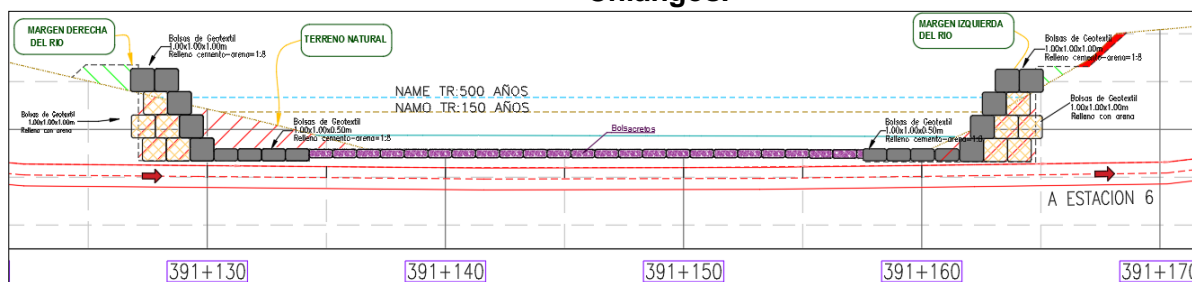 Chiangos.
MARGEN DERECHA
DEL RIO
Bolsas de Geotextil
1.00x1.00x1.00m
Relleno cemento-arena=1:8
TERRENO NATURAL
MARGEN IZQUIERDA
DEL RIO
Bolsas de Geotextil
1.00x1.00x1.00m
Relleno cemento-arena=1:8
NAME TR:500 AÑOS
NAMO TR:150 AÑOS
Bolsas de Geotextil
1.00x1.00x1.00m
Relleno con arena
Bolsas de Geotextil
1.00x1.00x1.00m
Relleno con arena
Bolsas de Geotextil
1.00x1.00x0.50m
Relleno cemento-arena=1:8
Bolsacretos
Bolsas de Geotextil
1.00x1.00x0.50m
Relleno cemento-arena=1:8
A ESTACION 6
391+130
391+140
391+150
391+160
391+170